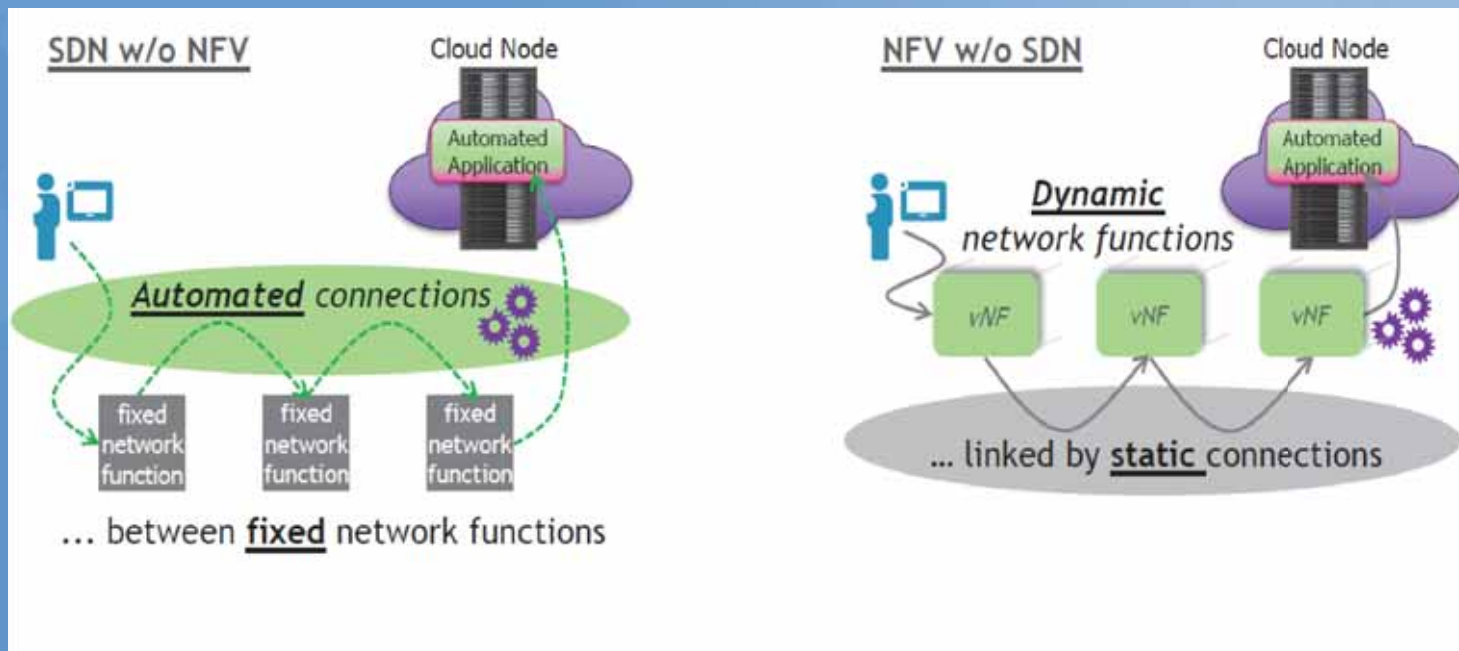 SDN w/o NFV
Cloud Node
Automated
Application
Automated connections
fixed
network
function
fixed
network
function
fixed
network
function
... between fixed network functions
NFV w/o SDN
Cloud Node
Automated
Application
Dynamic
network functions
vNF
vNF
vNF
... linked by static connections